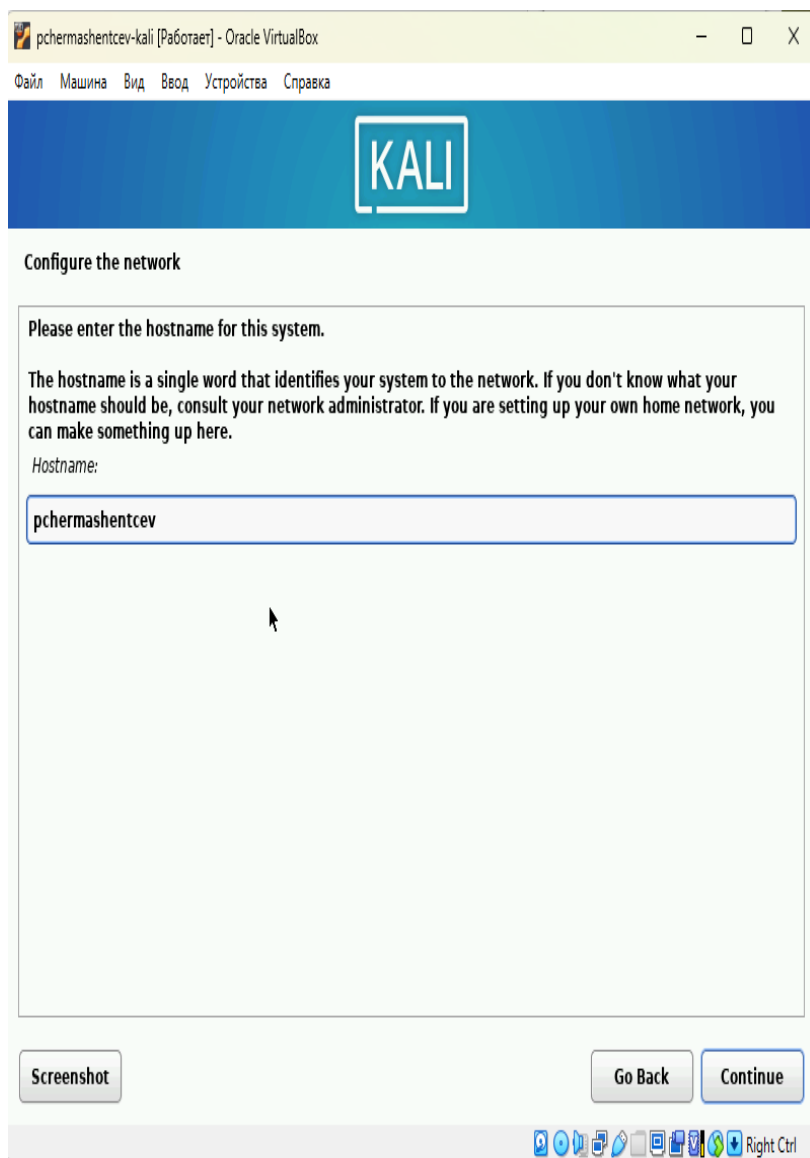 pchermashentcev-kali [Работает] - Oracle VirtualBox
Файл Машина Вид Ввод Устройства Справка
KALI
Configure the network
Please enter the hostname for this system.
The hostname is a single word that identifies your system to the network. If you don't know what your
hostname should be, consult your network administrator. If you are setting up your own home network, you
can make something up here.
Hostname:
pchermashentcev
Screenshot Go Back Continue
Right Ctrl